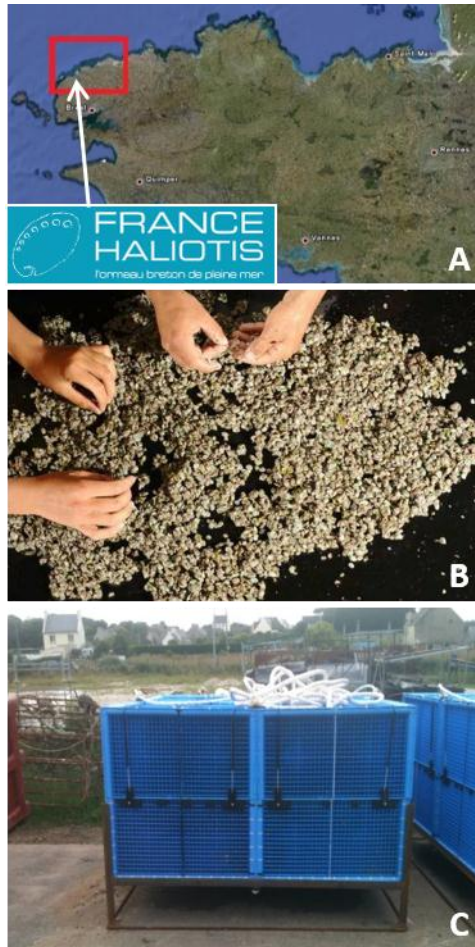 Saint Malo
Brest
Rennes
Quimper
FRANCE
HALIOTIS
l'ormeau breton de pleine mer
Vannes
A
B
C